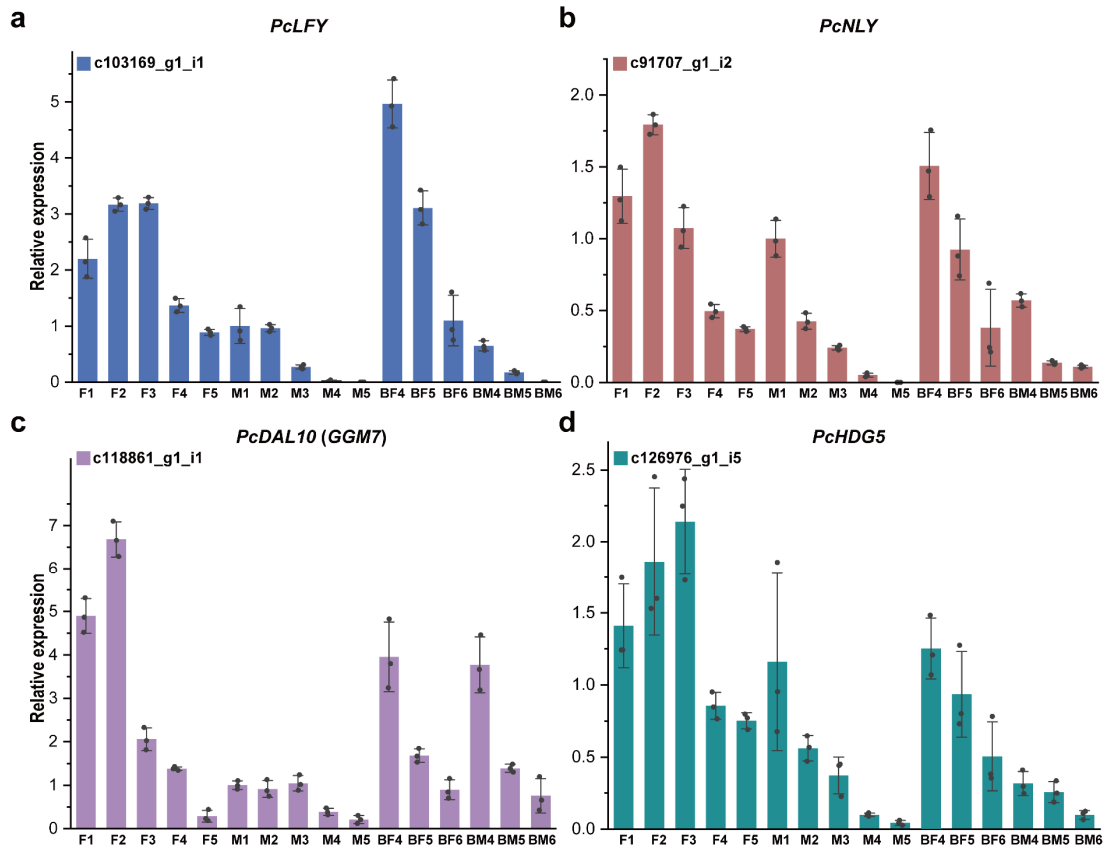 a
PcLFY
c103169_g1_i1
Relative expression
5
4
3
2
1
0
F1 F2 F3 F4 F5 M1 M2 M3 M4 M5 BF4 BF5 BF6 BM4 BM5 BM6
b
PcNLY
c91707_g1_i2
2.0
1.5
1.0
0.5
0.0
F1 F2 F3 F4 F5 M1 M2 M3 M4 M5 BF4 BF5 BF6 BM4 BM5 BM6
c
PcDAL10 (GGM7)
c118861_g1_i1
Relative expression
7
6
5
4
3
2
1
0
F1 F2 F3 F4 F5 M1 M2 M3 M4 M5 BF4 BF5 BF6 BM4 BM5 BM6
d
PcHDG5
c126976_g1_i5
2.5
2.0
1.5
1.0
0.5
0.0
F1 F2 F3 F4 F5 M1 M2 M3 M4 M5 BF4 BF5 BF6 BM4 BM5 BM6